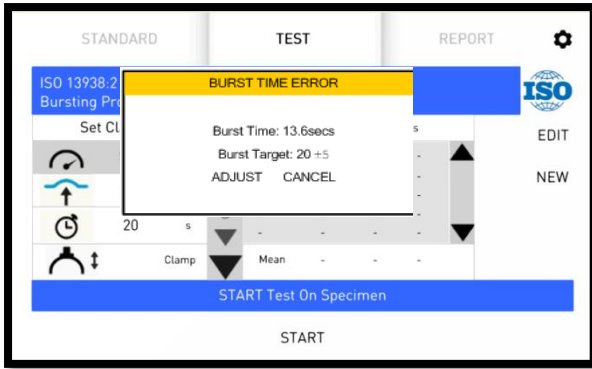 STANDARD TEST REPORT
ISO 13938:2
Bursting Pro
ISO
BURST TIME ERROR
Burst Time: 13.6secs
Burst Target: 20 ±5
ADJUST CANCEL
Set Cl
s
EDIT
NEW
20 s
- - - -
Clamp Mean - - -
START Test On Specimen
START